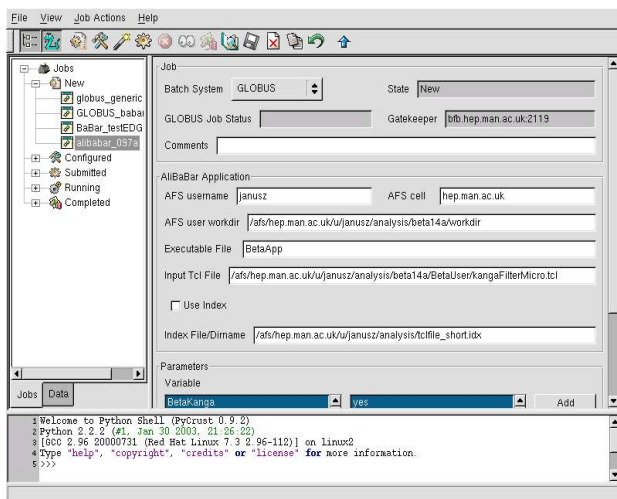 File View Job Actions Help
Jobs
New
globus_generic
GLOBUS_baba
BaBar_testEDG
alibabar_097a
Configured
Submitted
Running
Completed
Jobs Data
Job
Batch System GLOBUS State New
GLOBUS Job Status Gatekeeper bfb.hep.man.ac.uk:2119
Comments
AliBaBar Application
AFS username janusz AFS cell hep.man.ac.uk
AFS user workdir /afs/hep.man.ac.uk/u/janusz/analysis/beta14a/workdir
Executable File BetaApp
Input Tcl File /afs/hep.man.ac.uk/u/janusz/analysis/beta14a/BetaUser/kangaFilterMicro.tcl
Use Index
Index File/Dirname /afs/hep.man.ac.uk/u/janusz/analysis/tclfile_short.idx
Parameters
Variable
BetaKanga yes Add
1 Welcome to Python Shell (PyCrust 0.9.2)
2 Python 2.2.2 (#1, Jan 30 2003, 21:26:22)
3 [GCC 2.96 20000731 (Red Hat Linux 7.3 2.96-112)] on linux2
4 Type "help", "copyright", "credits" or "license" for more information.
5 >>>